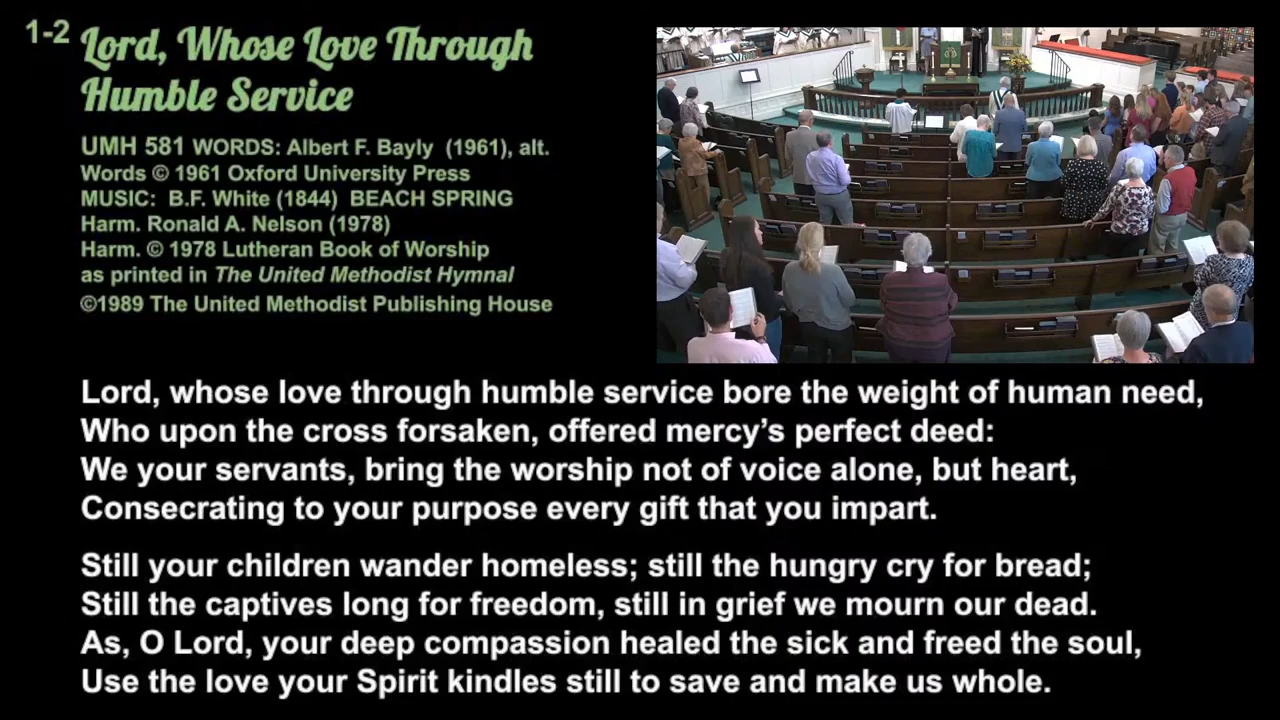 1-2
Lord, Whose Love Through
Humble Service
UMH 581 WORDS: Albert F. Bayly (1961), alt.
Words © 1961 Oxford University Press
MUSIC: B.F. White (1844) BEACH SPRING
Harm. Ronald A. Nelson (1978)
Harm. © 1978 Lutheran Book of Worship
as printed in The United Methodist Hymnal
©1989 The United Methodist Publishing House
Lord, whose love through humble service bore the weight of human need,
Who upon the cross forsaken, offered mercy’s perfect deed:
We your servants, bring the worship not of voice alone, but heart,
Consecrating to your purpose every gift that you impart.
Still your children wander homeless; still the hungry cry for bread;
Still the captives long for freedom, still in grief we mourn our dead.
As, O Lord, your deep compassion healed the sick and freed the soul,
Use the love your Spirit kindles still to save and make us whole.